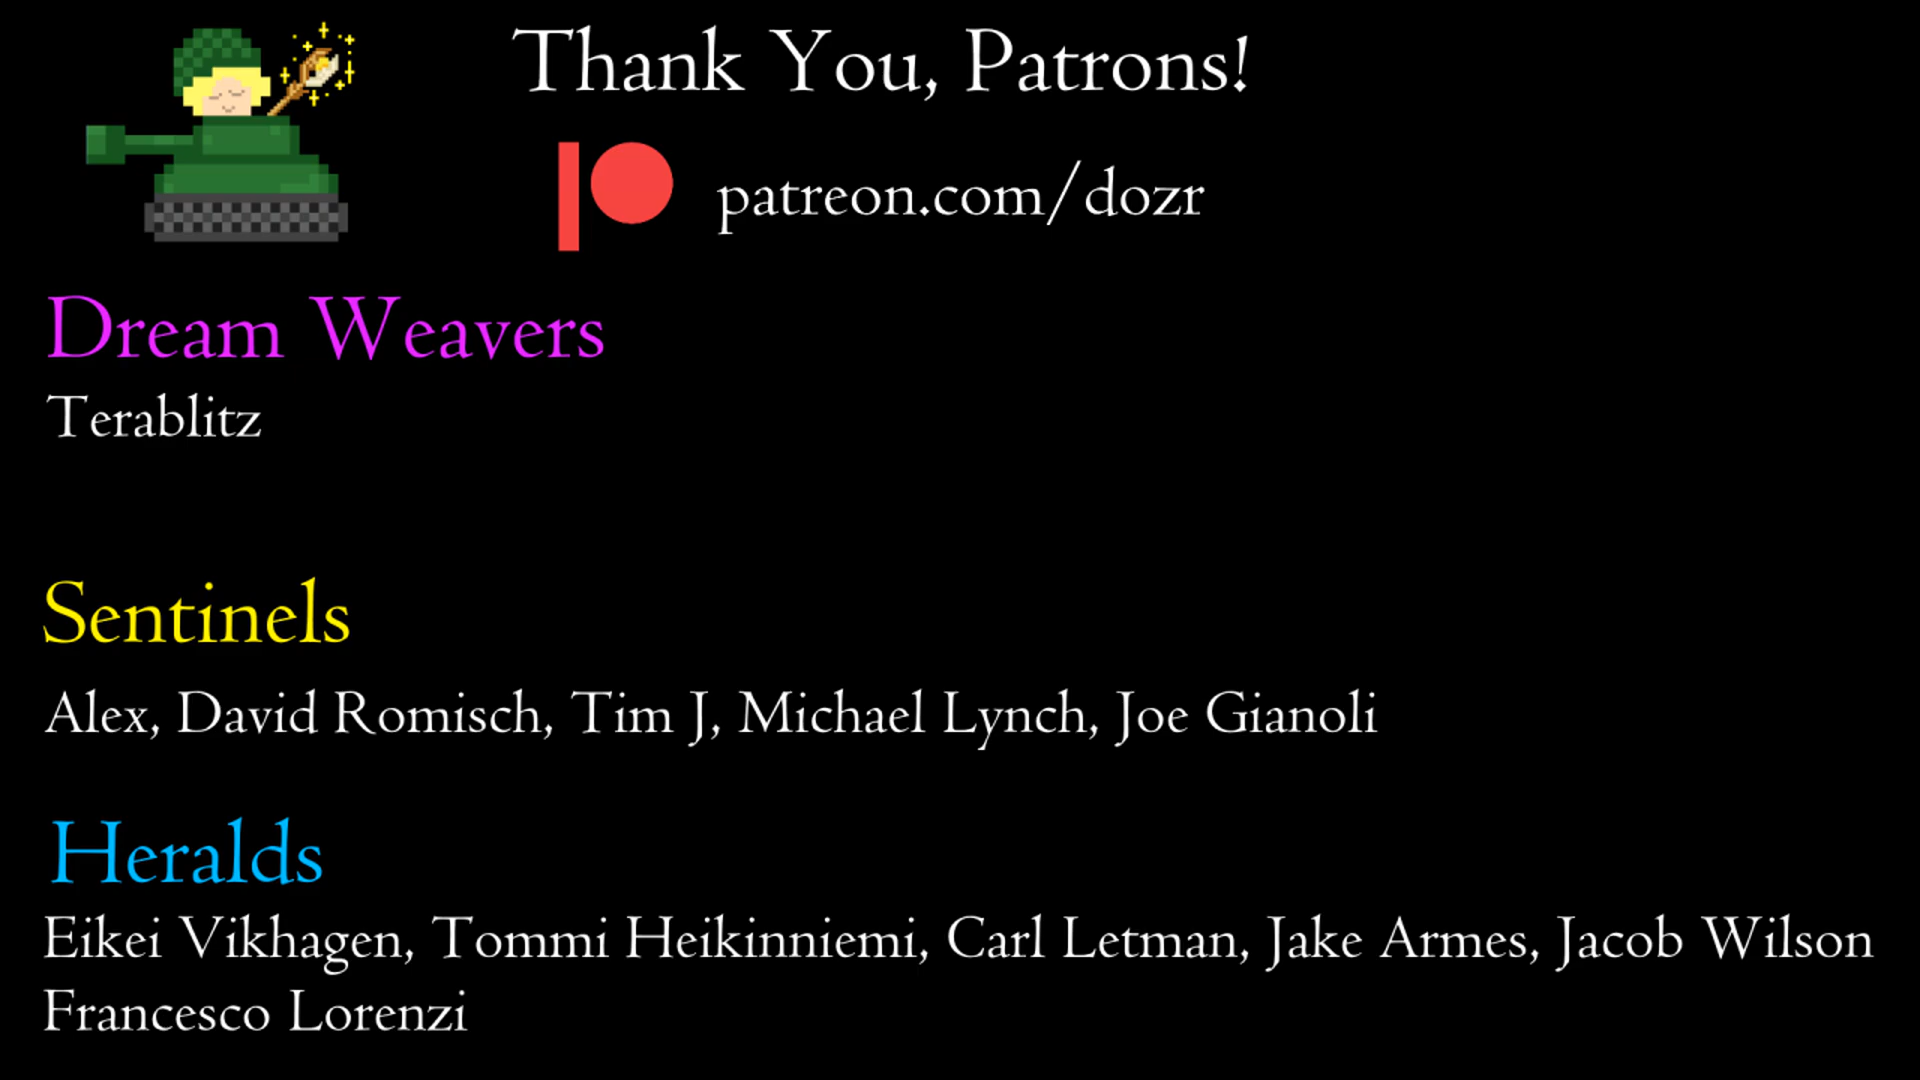 Thank You, Patrons!
patreon.com/dozr
Dream Weavers
Terablitz
Sentinels
Alex, David Romisch, Tim J, Michael Lynch, Joe Gianoli
Heralds
Eikei Vikhagen, Tommi Heikinniemi, Carl Letman, Jake Armes, Jacob Wilson
Francesco Lorenzi